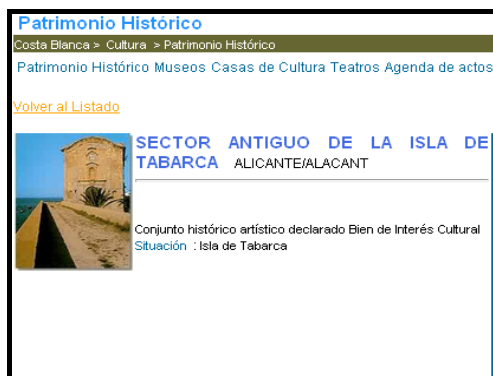 Patrimonio Histórico
Costa Blanca > Cultura > Patrimonio Histórico
Patrimonio Histórico Museos Casas de Cultura Teatros Agenda de actos
Volver al Listado
SECTOR ANTIGUO DE LA ISLA DE
TABARCA ALICANTE/ALACANT
Conjunto histórico artístico declarado Bien de Interés Cultural
Situación : Isla de Tabarca